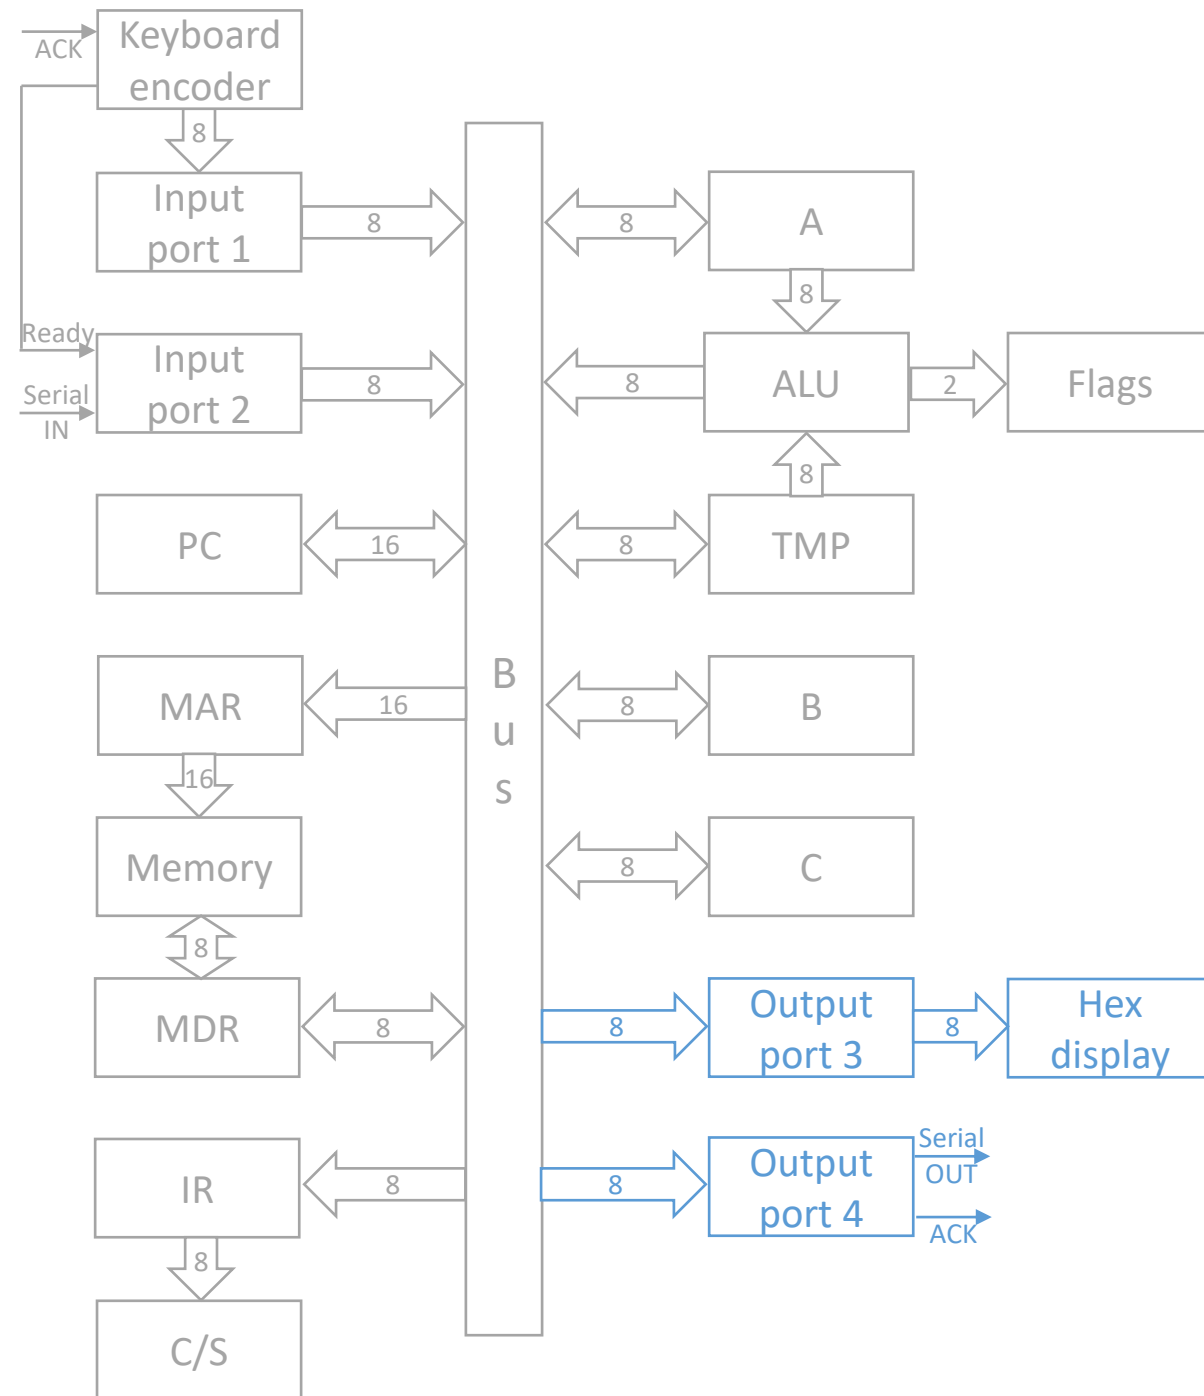 Keyboard
encoder
ACK
8
Input
port 1
8
Ready
Serial
IN
Input
port 2
8
PC
16
MAR
16
16
Memory
8
MDR
8
IR
8
8
C/S
B
u
s
8
A
8
8
ALU
2
Flags
8
8
TMP
8
B
8
C
8
Output
port 3
8
Hex
display
8
Output
port 4
Serial
OUT
ACK